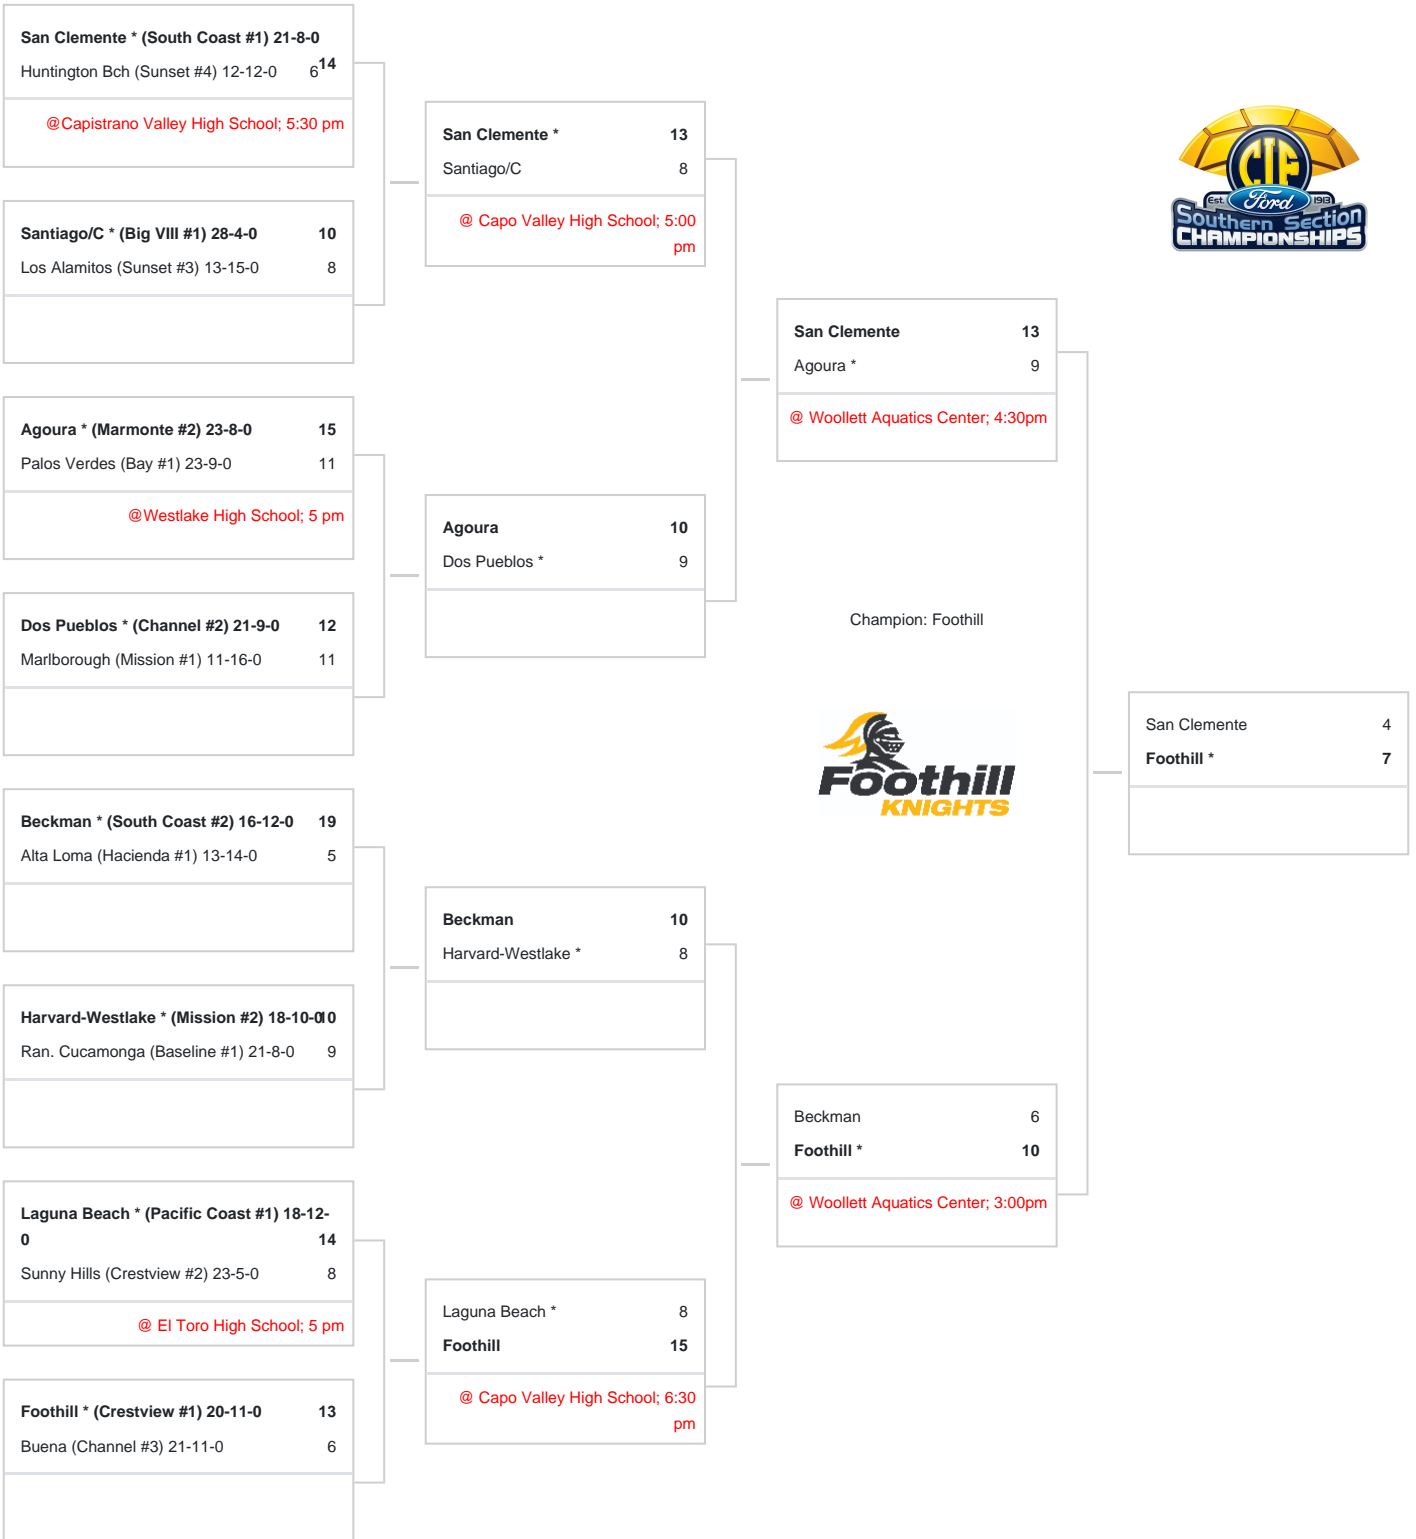 San Clemente * (South Coast #1) 21-8-0
14
Huntington Bch (Sunset #4) 12-12-0 6
@Capistrano Valley High School; 5:30 pm
Santiago/C * (Big VIII #1) 28-4-0 10
Los Alamitos (Sunset #3) 13-15-0 8
Agoura * (Marmonte #2) 23-8-0 15
Palos Verdes (Bay #1) 23-9-0 11
@Westlake High School; 5 pm
Dos Pueblos * (Channel #2) 21-9-0 12
Marlborough (Mission #1) 11-16-0 11
Beckman * (South Coast #2) 16-12-0 19
Alta Loma (Hacienda #1) 13-14-0 5
Harvard-Westlake * (Mission #2) 18-10-0 10
Ran. Cucamonga (Baseline #1) 21-8-0 9
Laguna Beach * (Pacific Coast #1) 18-12-
0 14
Sunny Hills (Crestview #2) 23-5-0 8
@ El Toro High School; 5 pm
Foothill * (Crestview #1) 20-11-0 13
Buena (Channel #3) 21-11-0 6
San Clemente * 13
Santiago/C 8
@ Capo Valley High School; 5:00
pm
Agoura 10
Dos Pueblos * 9
Beckman 10
Harvard-Westlake * 8
Laguna Beach * 8
Foothill 15
@ Capo Valley High School; 6:30
pm
San Clemente 13
Agoura * 9
@ Woollett Aquatics Center; 4:30pm
Beckman 6
Foothill * 10
@ Woollett Aquatics Center; 3:00pm
CIF
Est. Ford 1913
Southern Section
CHAMPIONSHIPS
Champion: Foothill
Foothill
KNIGHTS
San Clemente 4
Foothill * 7